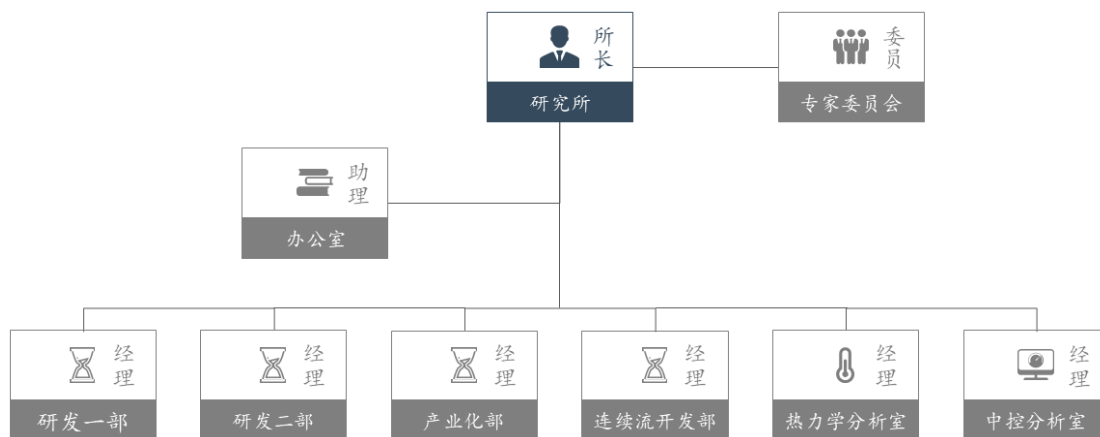 所长
研究所
委员
专家委员会
助理
办公室
经理
研发一部
经理
研发二部
经理
产业化部
经理
连续流开发部
经理
热力学分析室
经理
中控分析室